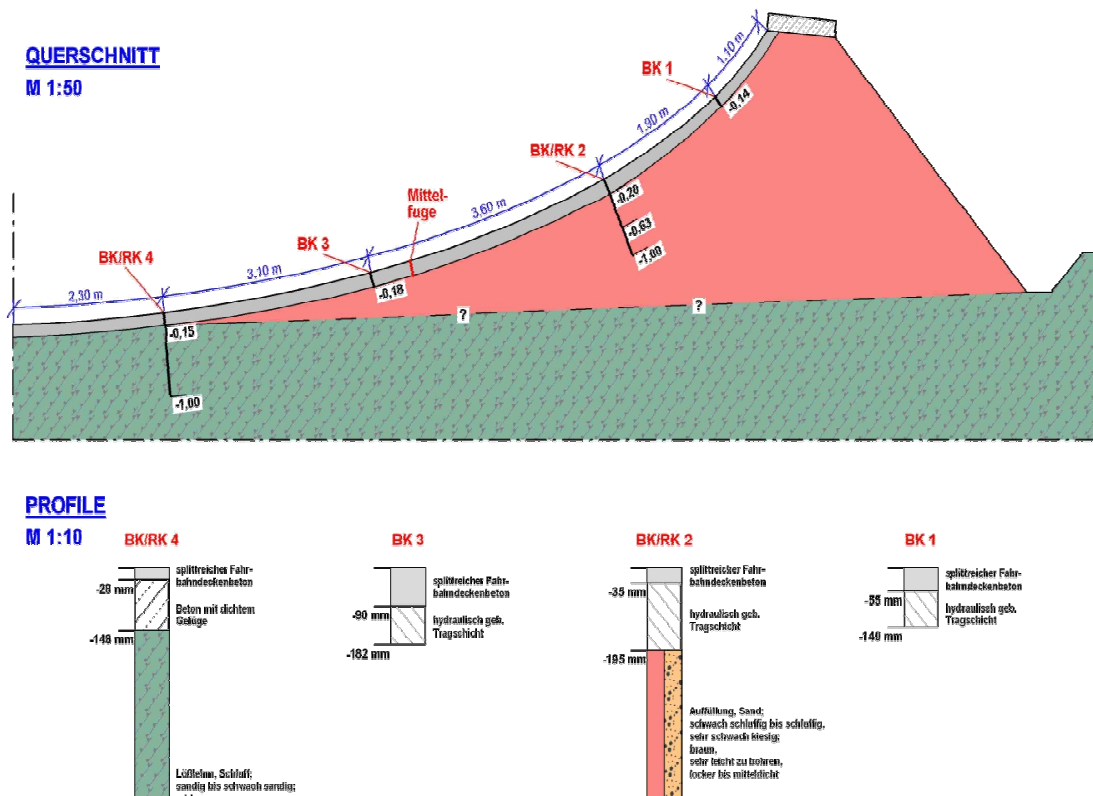 QUERSCHNITT
M 1:50
1.10 m
BK 1
-0,14
1.90 m
BK/RK 2
-0,20
-0,63
-1,00
Mittel-
fuge
3.60 m
BK 3
-0,18
BK/RK 4
3.10 m
2.30 m
-0,15
-1,00
?
?
PROFILE
M 1:10
BK/RK 4
splittreicher Fahr-
bahndeckenbeton
-28 mm
Beton mit dichtem
Gefüge
-148 mm
Lößlehm, Schluff;
sandig bis schwach sandig;
BK 3
splittreicher Fahr-
bahndeckenbeton
-90 mm
hydraulisch geb.
Tragschicht
-182 mm
BK/RK 2
splittreicher Fahr-
bahndeckenbeton
-35 mm
hydraulisch geb.
Tragschicht
-195 mm
Auffüllung, Sand;
schwach schluffig bis schluffig,
sehr schwach kiesig;
braun,
sehr leicht zu bohren,
locker bis mitteldicht
BK 1
splittreicher Fahr-
bahndeckenbeton
-55 mm
hydraulisch geb.
Tragschicht
-140 mm